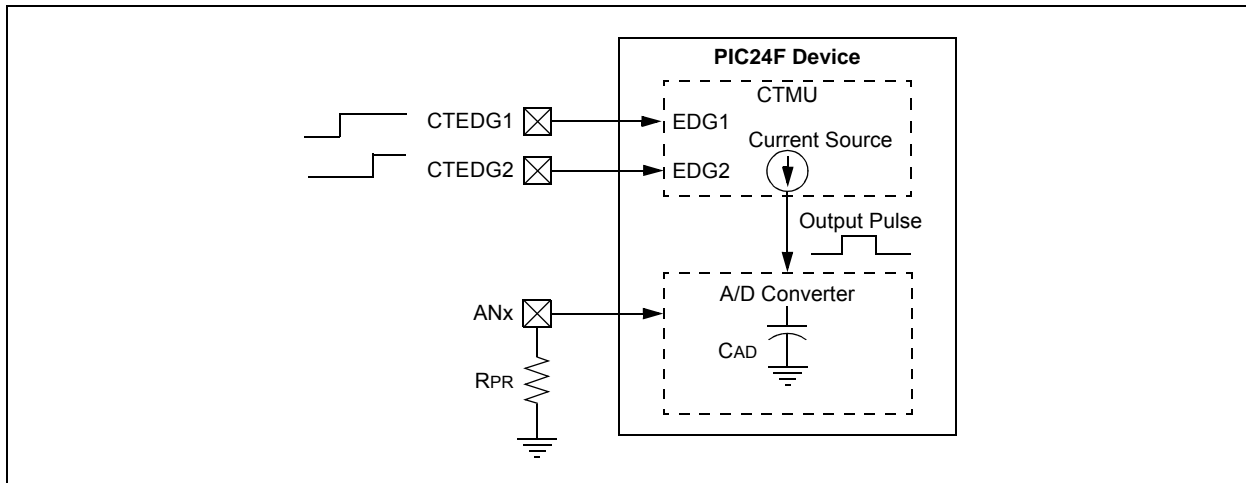 PIC24F Device
CTMU
CTEDG1
EDG1
Current Source
CTEDG2
EDG2
Output Pulse
A/D Converter
ANx
CAD
RPR